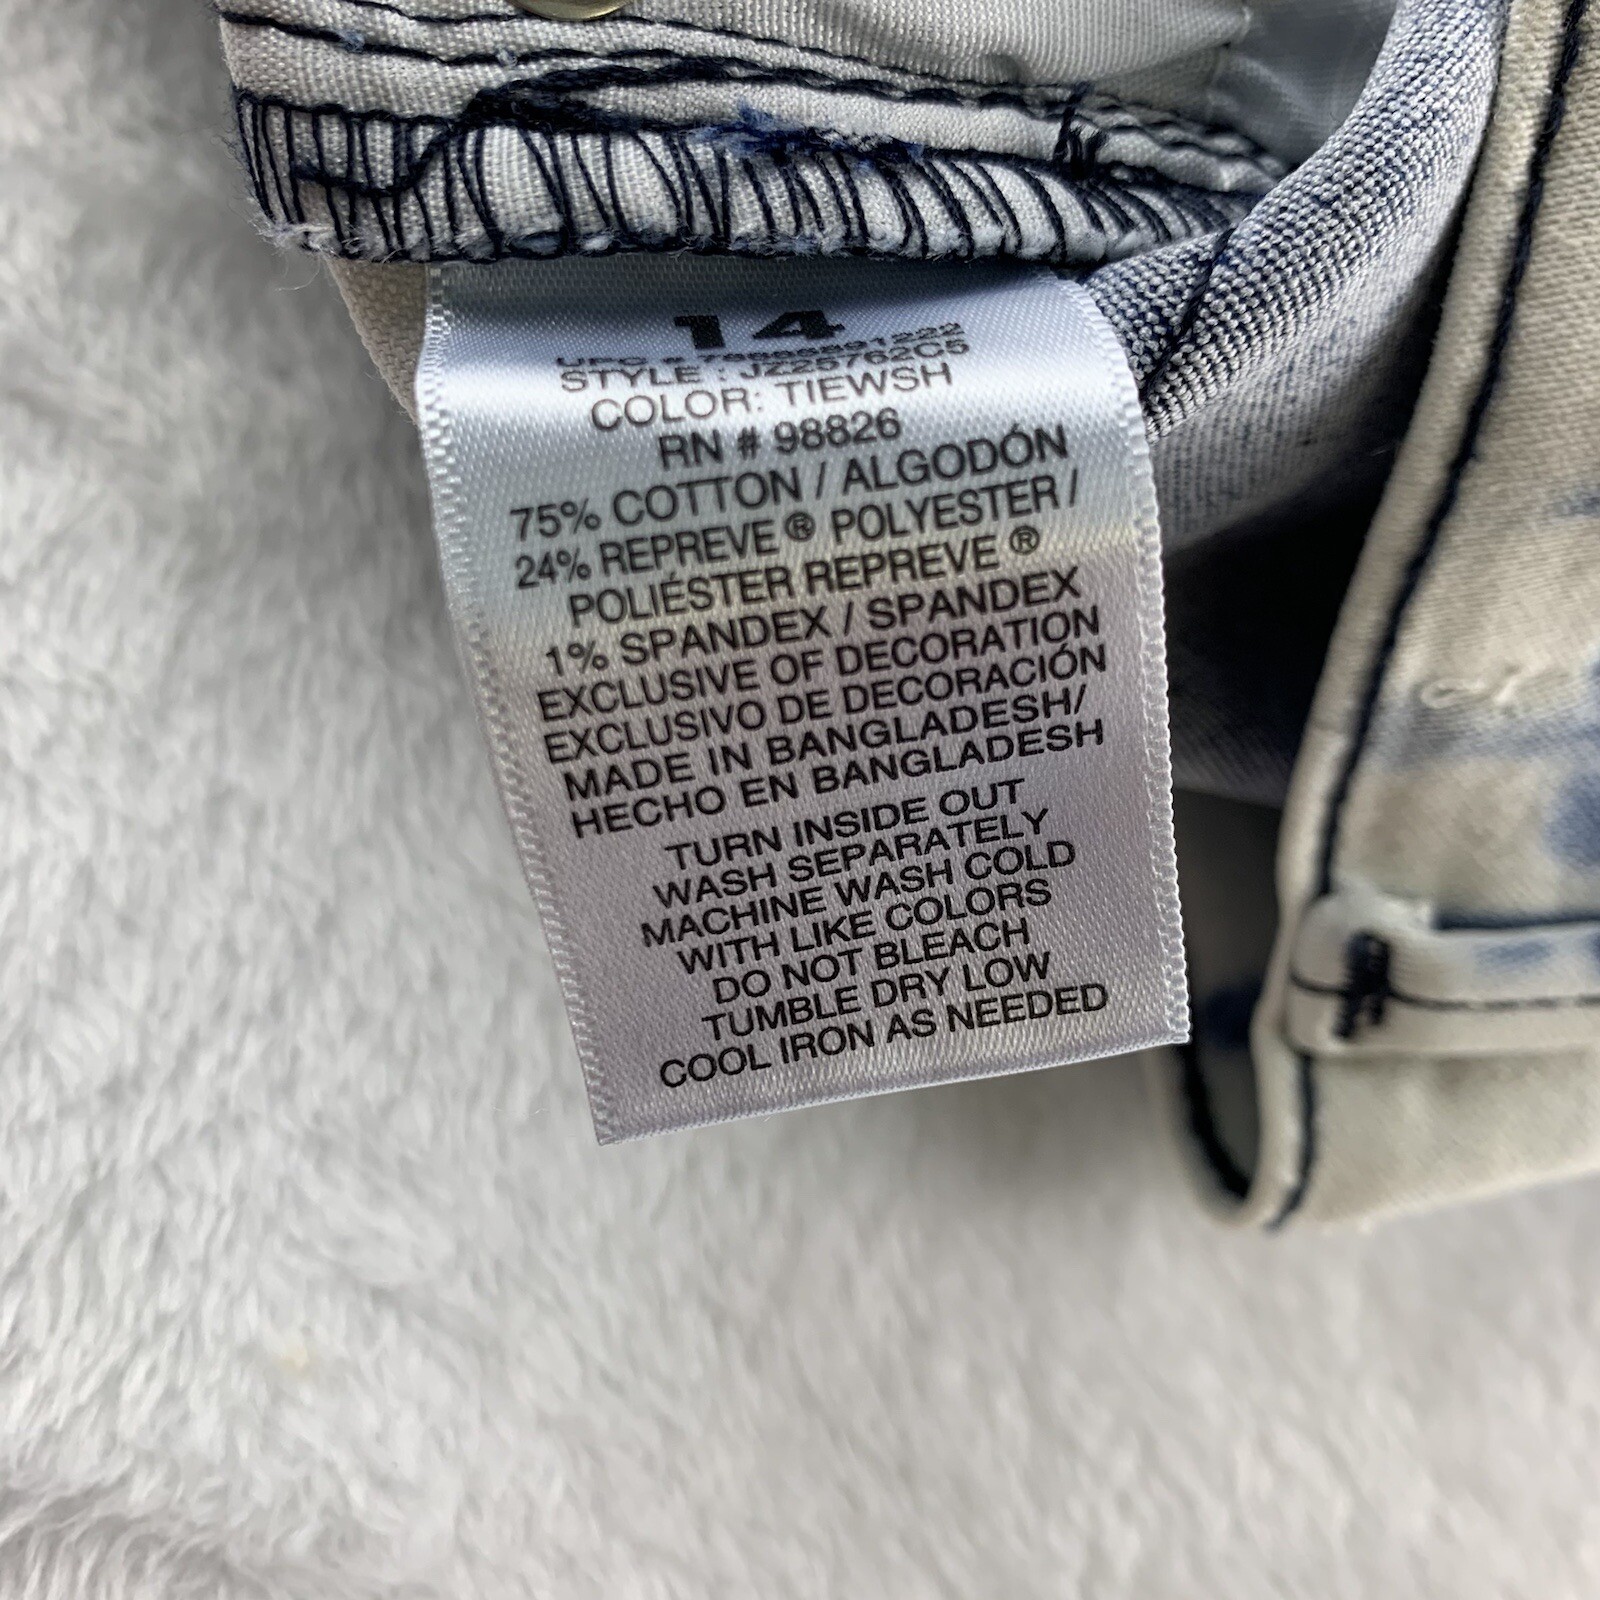 14
UPC #
STYLE : JZ25762C5
COLOR: TIEWSH
RN # 98826
75% COTTON / ALGODÓN
24% REPREVE® POLYESTER /
POLIÉSTER REPREVE®
1% SPANDEX / SPANDEX
EXCLUSIVE OF DECORATION
EXCLUSIVO DE DECORACIÓN
MADE IN BANGLADESH/
HECHO EN BANGLADESH
TURN INSIDE OUT
WASH SEPARATELY
MACHINE WASH COLD
WITH LIKE COLORS
DO NOT BLEACH
TUMBLE DRY LOW
COOL IRON AS NEEDED